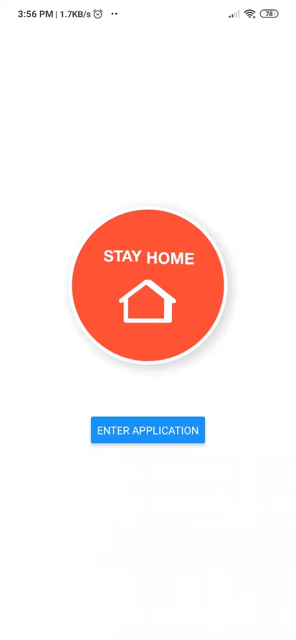 3:56 PM | 1.7KB/s
78
STAY HOME
ENTER APPLICATION